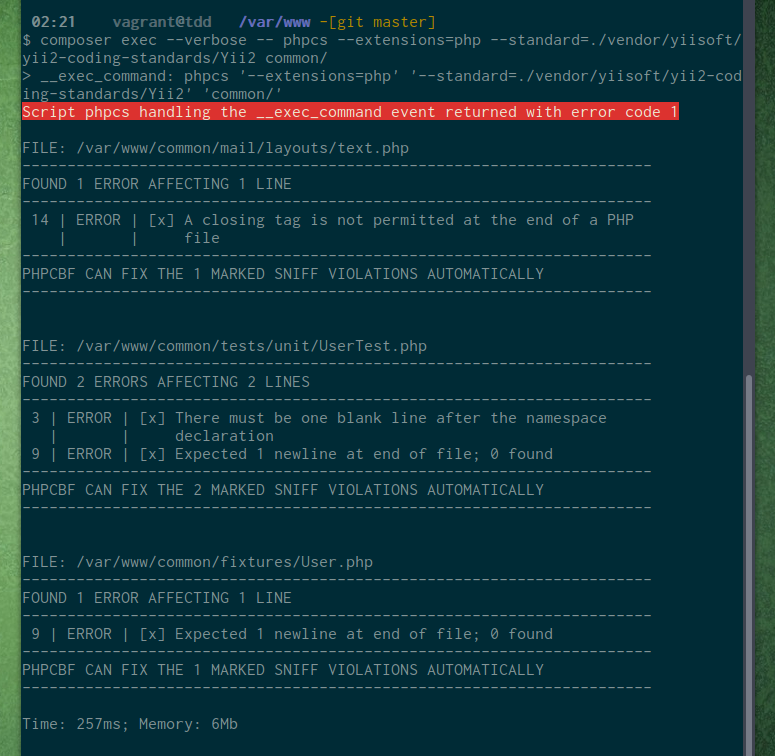 02:21 vagrant@tdd /var/www -[git master]
$ composer exec --verbose -- phpcs --extensions=php --standard=./vendor/yiisoft/
yii2-coding-standards/Yii2 common/
> __exec_command: phpcs '--extensions=php' '--standard=./vendor/yiisoft/yii2-cod
ing-standards/Yii2' 'common/'
Script phpcs handling the __exec_command event returned with error code 1
FILE: /var/www/common/mail/layouts/text.php
----------------------------------------------------------------------
FOUND 1 ERROR AFFECTING 1 LINE
----------------------------------------------------------------------
 14 | ERROR | [x] A closing tag is not permitted at the end of a PHP
    |       |     file
----------------------------------------------------------------------
PHPCBF CAN FIX THE 1 MARKED SNIFF VIOLATIONS AUTOMATICALLY
----------------------------------------------------------------------
FILE: /var/www/common/tests/unit/UserTest.php
----------------------------------------------------------------------
FOUND 2 ERRORS AFFECTING 2 LINES
----------------------------------------------------------------------
 3 | ERROR | [x] There must be one blank line after the namespace
   |       |     declaration
 9 | ERROR | [x] Expected 1 newline at end of file; 0 found
----------------------------------------------------------------------
PHPCBF CAN FIX THE 2 MARKED SNIFF VIOLATIONS AUTOMATICALLY
----------------------------------------------------------------------
FILE: /var/www/common/fixtures/User.php
----------------------------------------------------------------------
FOUND 1 ERROR AFFECTING 1 LINE
----------------------------------------------------------------------
 9 | ERROR | [x] Expected 1 newline at end of file; 0 found
----------------------------------------------------------------------
PHPCBF CAN FIX THE 1 MARKED SNIFF VIOLATIONS AUTOMATICALLY
----------------------------------------------------------------------
Time: 257ms; Memory: 6Mb